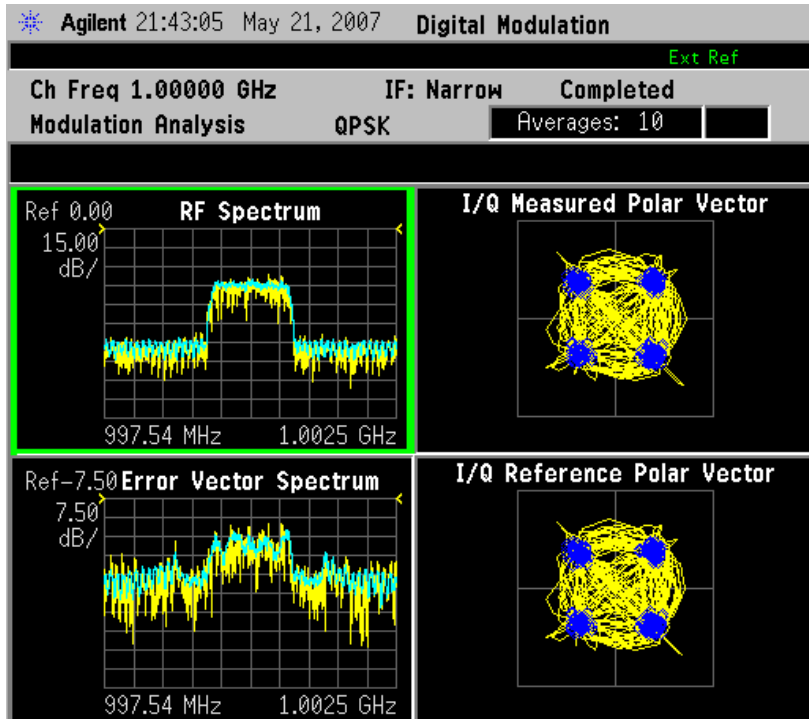 Agilent 21:43:05 May 21, 2007 Digital Modulation
Ext Ref
Ch Freq 1.00000 GHz IF: Narrow Completed
Modulation Analysis QPSK Averages: 10
Ref 0.00 RF Spectrum
15.00
dB/
997.54 MHz 1.0025 GHz
I/Q Measured Polar Vector
Ref-7.50 Error Vector Spectrum
7.50
dB/
997.54 MHz 1.0025 GHz
I/Q Reference Polar Vector